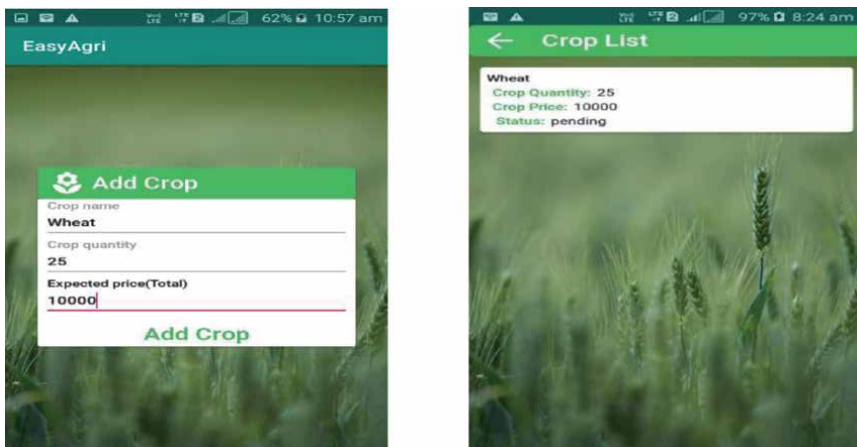 62% 10:57 am
EasyAgri
Add Crop
Crop name
Wheat
Crop quantity
25
Expected price(Total)
10000
Add Crop
97% 8:24 am
Crop List
Wheat
Crop Quantity: 25
Crop Price: 10000
Status: pending